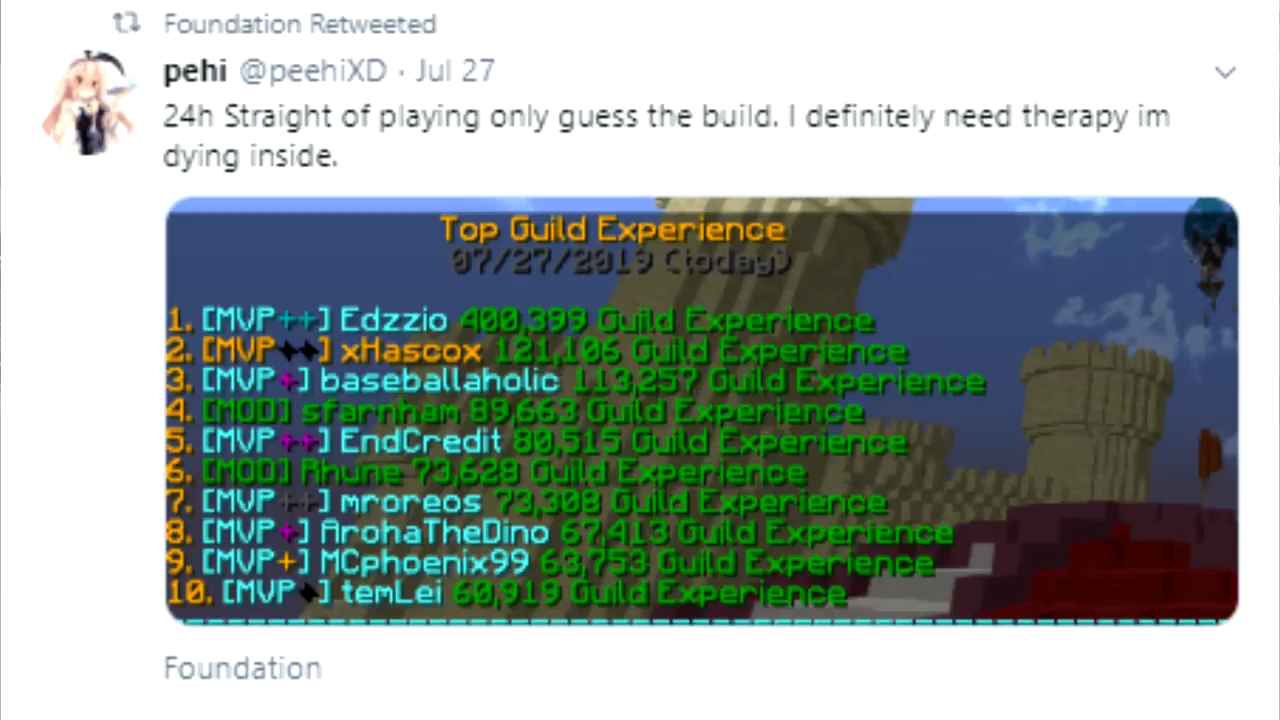 Foundation Retweeted
pehi @peehiXD · Jul 27
24h Straight of playing only guess the build. I definitely need therapy im
dying inside.
Top Guild Experience
07/27/2019 (today)
1. [MVP++] Edzzio 400,399 Guild Experience
2. [MVP++] xHascox 121,106 Guild Experience
3. [MVP+] baseballaholic 113,257 Guild Experience
4. [MOD] sfarnham 89,663 Guild Experience
5. [MVP++] EndCredit 80,515 Guild Experience
6. [MOD] Rhune 73,628 Guild Experience
7. [MVP++] mroreos 73,308 Guild Experience
8. [MVP+] ArohaTheDino 67,413 Guild Experience
9. [MVP+] MCphoenix99 63,753 Guild Experience
10. [MVP+] temLei 60,919 Guild Experience
Foundation